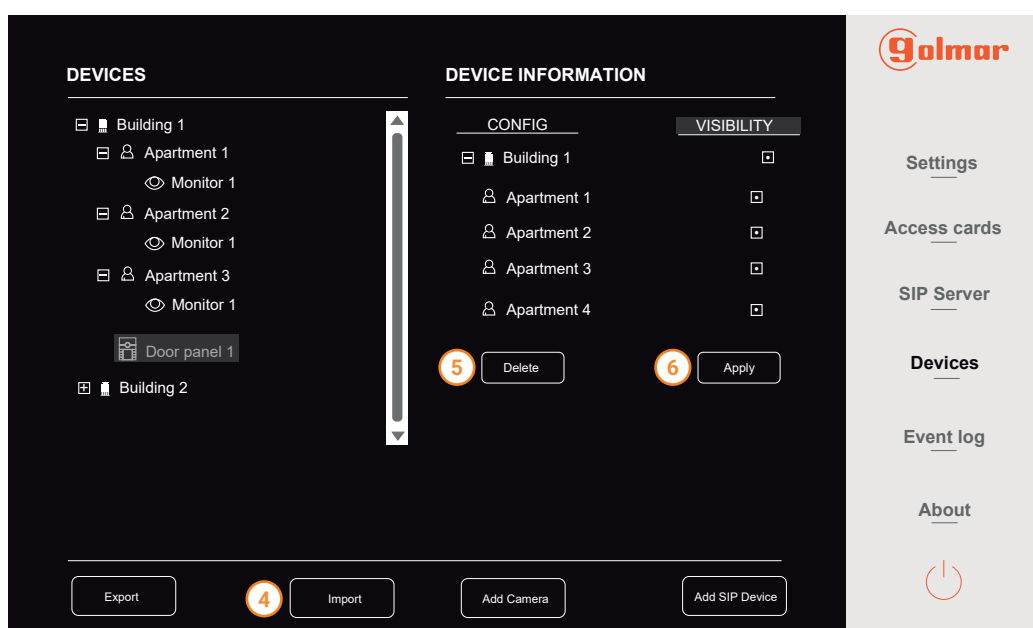 golmar
DEVICES
Building 1
Apartment 1
Monitor 1
Apartment 2
Monitor 1
Apartment 3
Monitor 1
Door panel 1
Building 2
DEVICE INFORMATION
CONFIG VISIBILITY
Building 1
Apartment 1
Apartment 2
Apartment 3
Apartment 4
5 Delete 6 Apply
Export 4 Import Add Camera Add SIP Device
Settings
Access cards
SIP Server
Devices
Event log
About